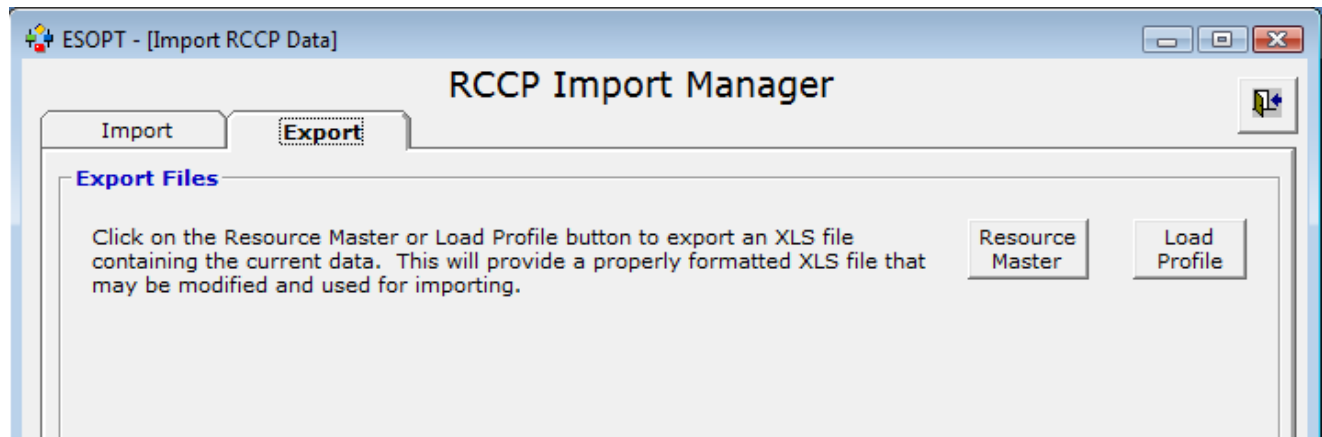 ESOPT - [Import RCCP Data]
RCCP Import Manager
Import
Export
Export Files
Click on the Resource Master or Load Profile button to export an XLS file
containing the current data.  This will provide a properly formatted XLS file that
may be modified and used for importing.
Resource
Master
Load
Profile